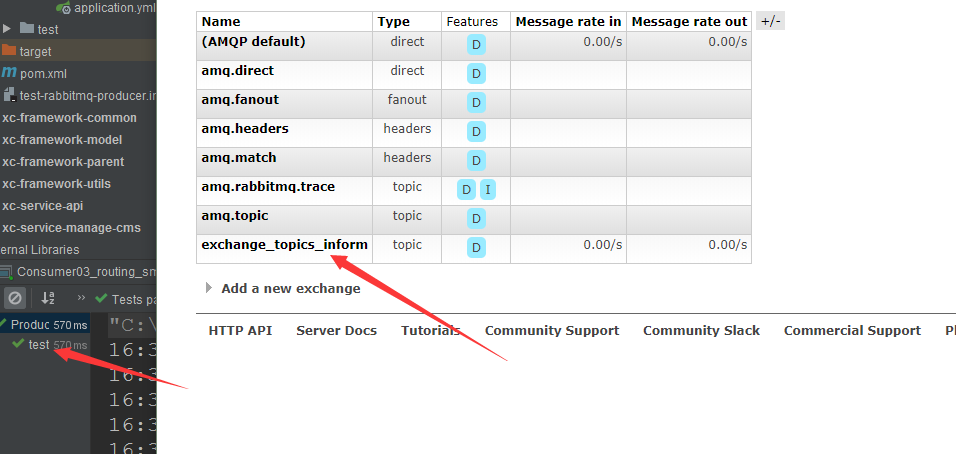 application.yml
test
target
pom.xml
test-rabbitmq-producer.im
xc-framework-common
xc-framework-model
xc-framework-parent
xc-framework-utils
xc-service-api
xc-service-manage-cms
ernal Libraries
Consumer03_routing_sm
Tests pa
Produc 570 ms
test 570 ms
"C:\
16:3
16:3
16:3
16:3
16:3
Name Type Features Message rate in Message rate out +/-
(AMQP default) direct D 0.00/s 0.00/s
amq.direct direct D
amq.fanout fanout D
amq.headers headers D
amq.match headers D
amq.rabbitmq.trace topic D I
amq.topic topic D
exchange_topics_inform topic D 0.00/s 0.00/s
Add a new exchange
HTTP API Server Docs Tutorials Community Support Community Slack Commercial Support Pl